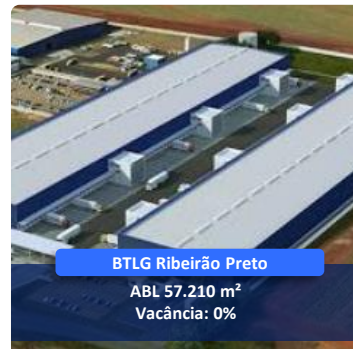 BTLG Ribeirão Preto
ABL 57.210 m²
Vacância: 0%